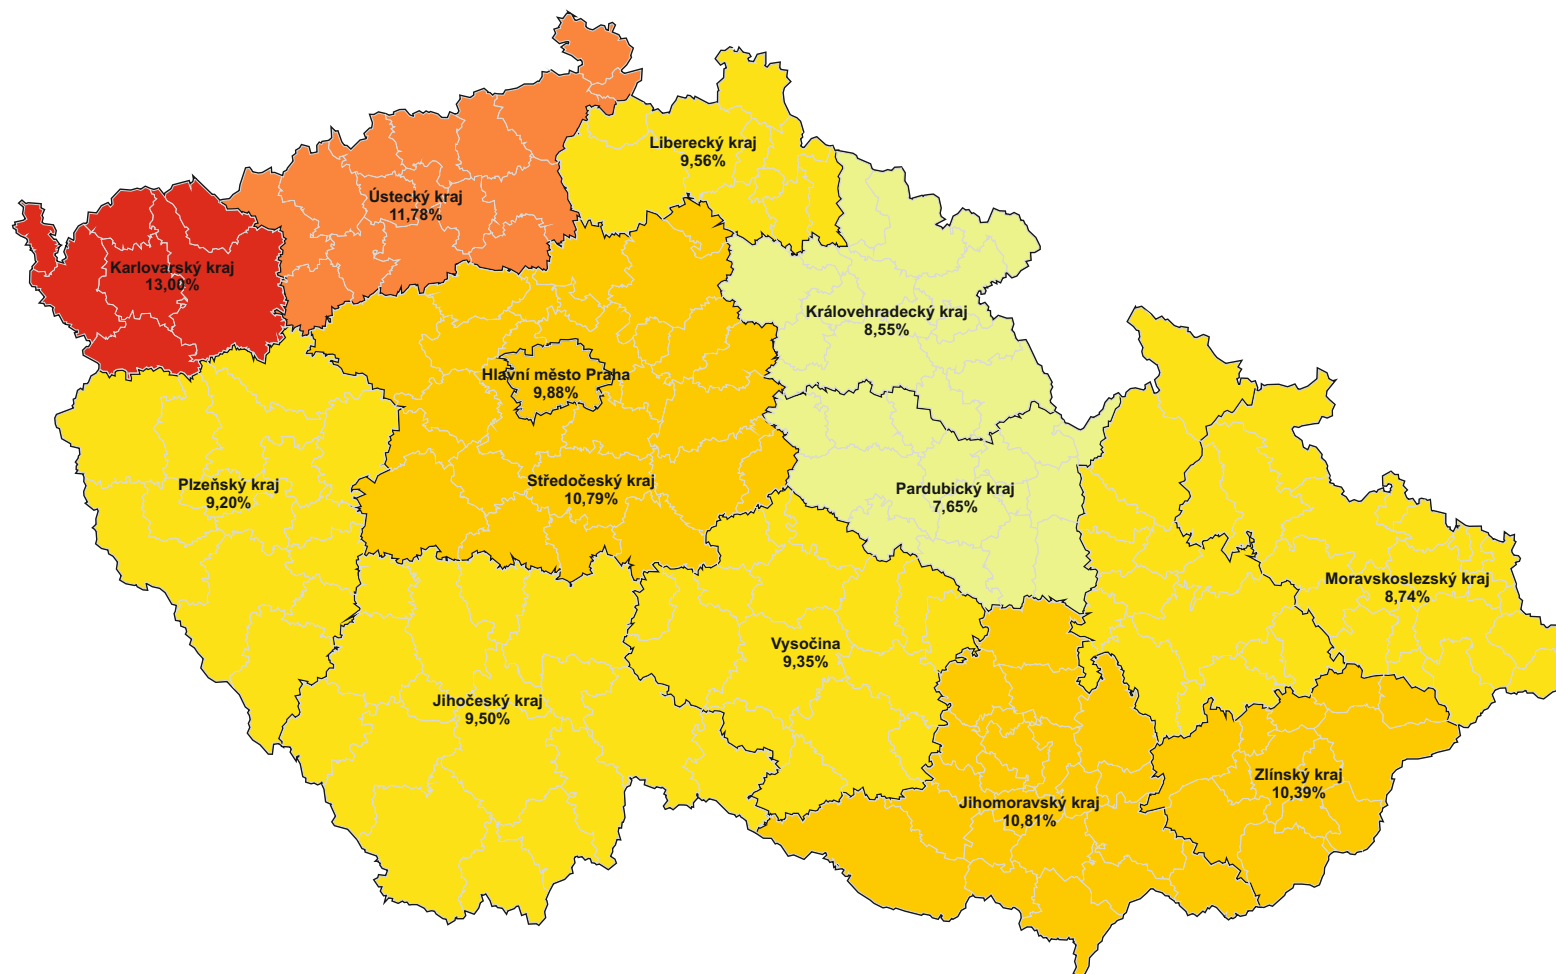 Liberecký kraj
9,56%
Ústecký kraj
11,78%
Karlovarský kraj
13,00%
Královehradecký kraj
8,55%
Hlavní město Praha
9,88%
Plzeňský kraj
9,20%
Středočeský kraj
10,79%
Pardubický kraj
7,65%
Moravskoslezský kraj
8,74%
Vysočina
9,35%
Jihočeský kraj
9,50%
Zlínský kraj
10,39%
Jihomoravský kraj
10,81%